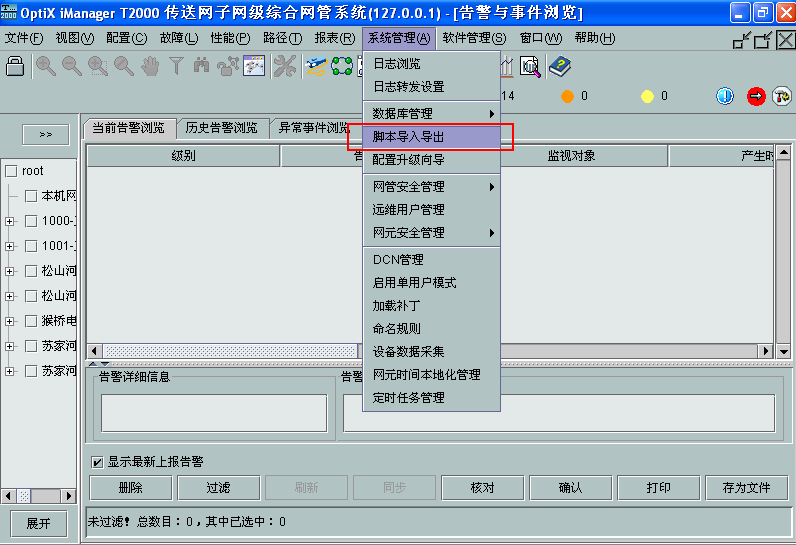 OptiX iManager T2000 传送网子网级综合网管系统(127.0.0.1) - [告警与事件浏览]
文件(F) 视图(V) 配置(C) 故障(L) 性能(P) 路径(T) 报表(R) 系统管理(A) 软件管理(S) 窗口(W) 帮助(H)
日志浏览
日志转发设置
14 0 0
数据库管理
脚本导入导出
配置升级向导
网管安全管理
远维用户管理
网元安全管理
DCN管理
启用单用户模式
加载补丁
命名规则
设备数据采集
网元时间本地化管理
定时任务管理
>>
当前告警浏览 历史告警浏览 异常事件浏览
级别 监视对象 产生时
root
本机网
1000-
1001-
松山河
松山河
猴桥电
苏家河
苏家河
展开
告警详细信息 告警
显示最新上报告警
删除 过滤 刷新 同步 核对 确认 打印 存为文件
未过滤! 总数目：0，其中已选中：0